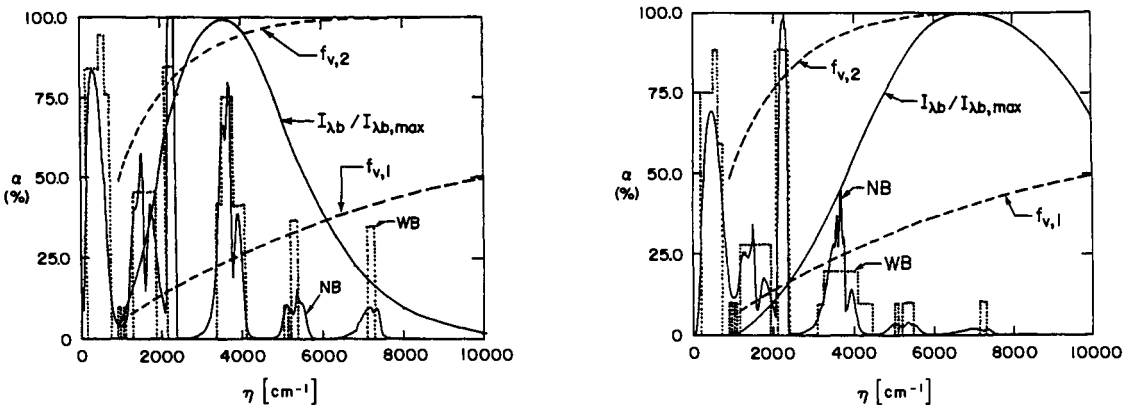 100.0
75.0
50.0
25.0
0
α
(%)
f_v,2
I_λb / I_λb,max
f_v,1
WB
NB
0 2000 4000 6000 8000 10000
η [cm⁻¹]
100.0
75.0
50.0
25.0
0.0
α
(%)
f_v,2
I_λb / I_λb,max
NB
f_v,1
WB
0 2000 4000 6000 8000 10000
η [cm⁻¹]